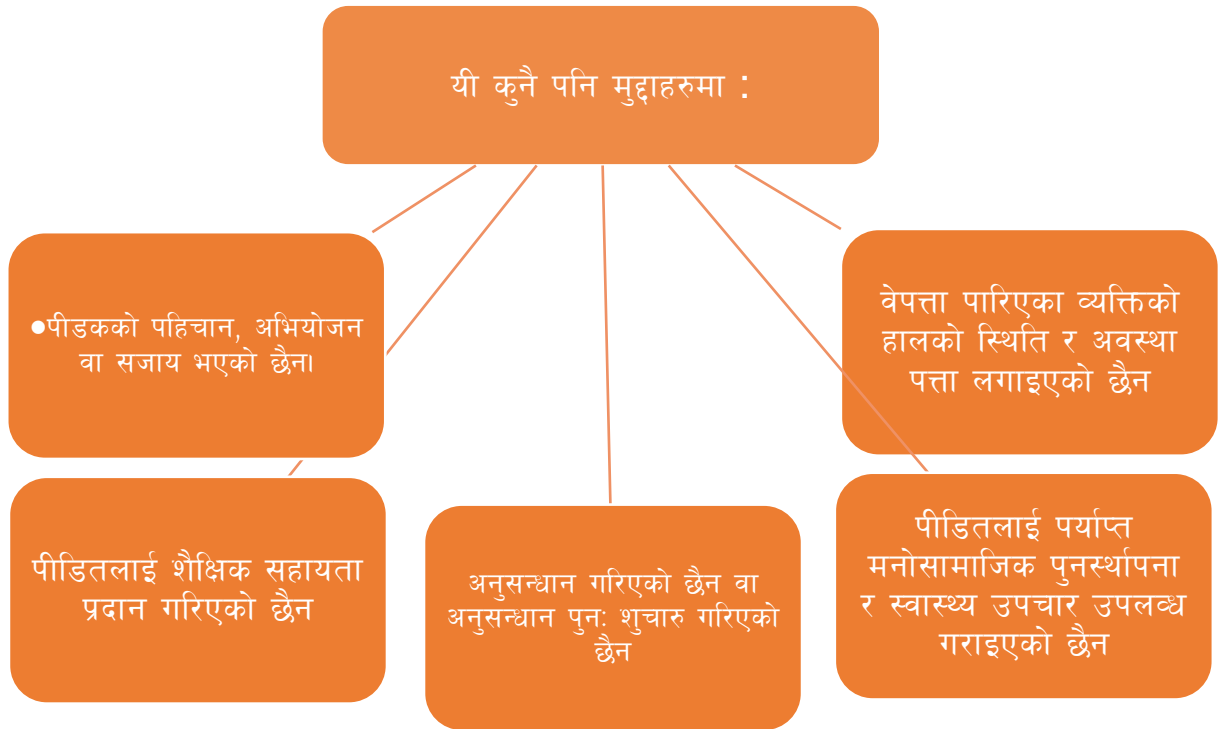 यी कुनै पनि मुद्दाहरुमा :
●पीडकको पहिचान, अभियोजन
वा सजाय भएको छैन।
वेपत्ता पारिएका व्यक्तिको
हालको स्थिति र अवस्था
पत्ता लगाइएको छैन
पीडितलाई शैक्षिक सहायता
प्रदान गरिएको छैन
अनुसन्धान गरिएको छैन वा
अनुसन्धान पुनः शुचारु गरिएको
छैन
पीडितलाई पर्याप्त
मनोसामाजिक पुनर्स्थापना
र स्वास्थ्य उपचार उपलव्ध
गराइएको छैन